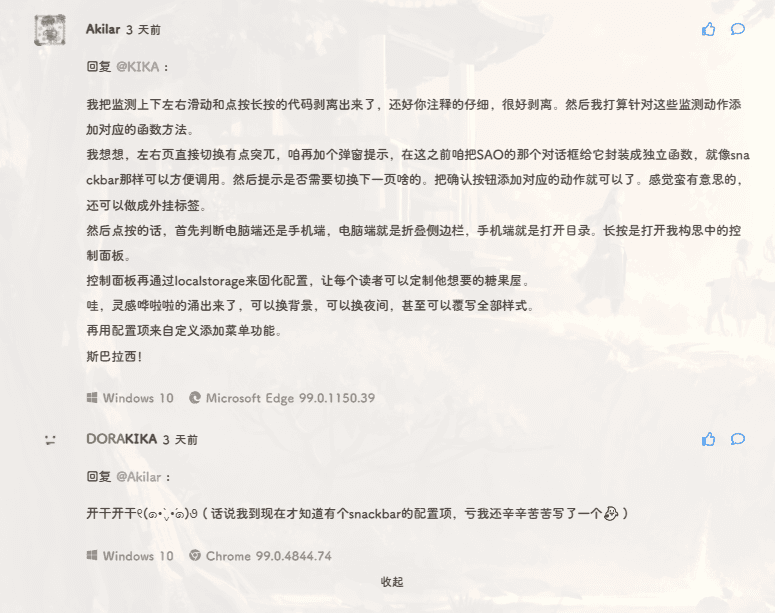 Akilar 3 天前
回复 @KIKA :
我把监测上下左右滑动和点按长按的代码剥离出来了，还好你注释的仔细，很好剥离。然后我打算针对这些监测动作添
加对应的函数方法。
我想想，左右页直接切换有点突兀，咱再加个弹窗提示，在这之前咱把SAO的那个对话框给它封装成独立函数，就像sna
ckbar那样可以方便调用。然后提示是否需要切换下一页啥的。把确认按钮添加对应的动作就可以了。感觉蛮有意思的，
还可以做成外挂标签。
然后点按的话，首先判断电脑端还是手机端，电脑端就是折叠侧边栏，手机端就是打开目录。长按是打开我构思中的控
制面板。
控制面板再通过localstorage来固化配置，让每个读者可以定制他想要的糖果屋。
哇，灵感哗啦啦的涌出来了，可以换背景，可以换夜间，甚至可以覆写全部样式。
再用配置项来自定义添加菜单功能。
斯巴拉西！
Windows 10 Microsoft Edge 99.0.1150.39
DORAKIKA 3 天前
回复 @Akilar :
开干开干୧(๑•̀ᴗ•́๑)૭（话说我到现在才知道有个snackbar的配置项，亏我还辛辛苦苦写了一个）
Windows 10 Chrome 99.0.4844.74
收起